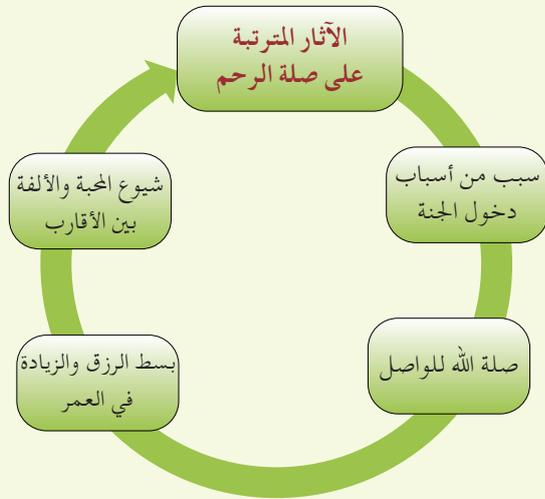 الآثار المترتبة
على صلة الرحم
سبب من أسباب
دخول الجنة
صلة الله للواصل
بسط الرزق والزيادة
في العمر
شيوع المحبة والألفة
بين الأقارب